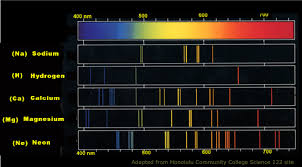 400 nm 500 600 700
(Na) Sodium
(H) Hydrogen
(Ca) Calcium
(Mg) Magnesium
(Ne) Neon
400 nm 500 600 700
Adapted from Honolulu Community College Science 122 site